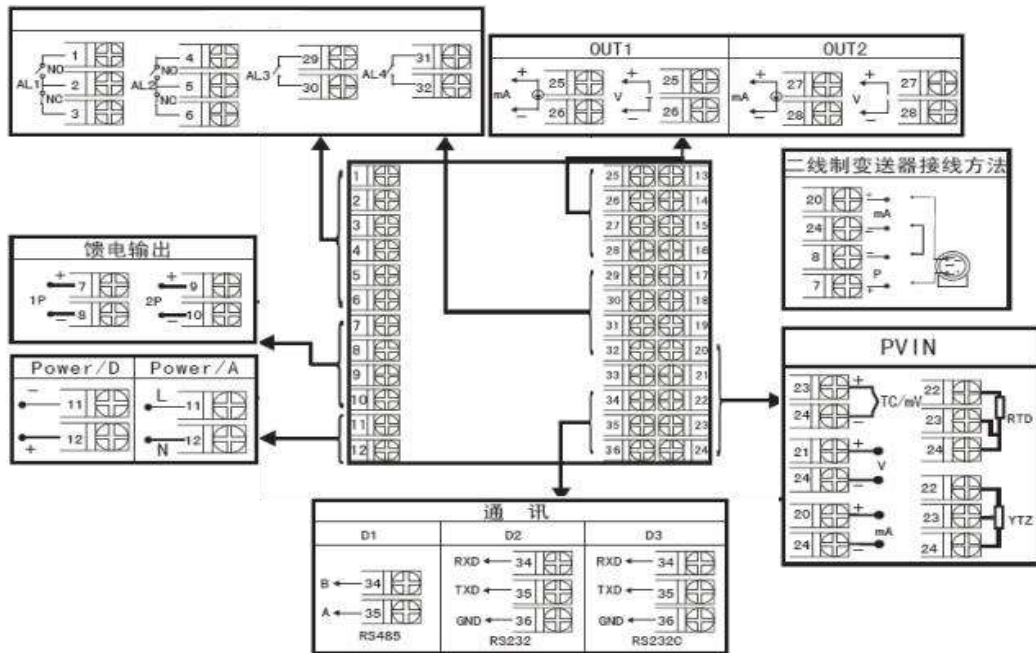 AL1 NO NC 1 2 3
AL2 NO NC 4 5 6
AL3 29 30
AL4 31 32
OUT1
OUT2
mA + - 25 26
V + - 25 26
mA + - 27 28
V + - 27 28
二线制变送器接线方法
20 + mA
24 -
8 -
7 + P
馈电输出
1P + 7 - 8
2P + 9 - 10
Power/D
Power/A
- 11
+ 12
L 11
N 12
1
2
3
4
5
6
7
8
9
10
11
12
25 13
26 14
27 15
28 16
29 17
30 18
31 19
32 20
33 21
34 22
35 23
36 24
PVIN
23 + TC/mV
24 -
21 + V
24 -
20 + mA
24 -
22
23 RTD
24
22
23 YTZ
24
通 讯
D1
D2
D3
B 34
A 35
RS485
RXD 34
TXD 35
GND 36
RS232
RXD 34
TXD 35
GND 36
RS232C